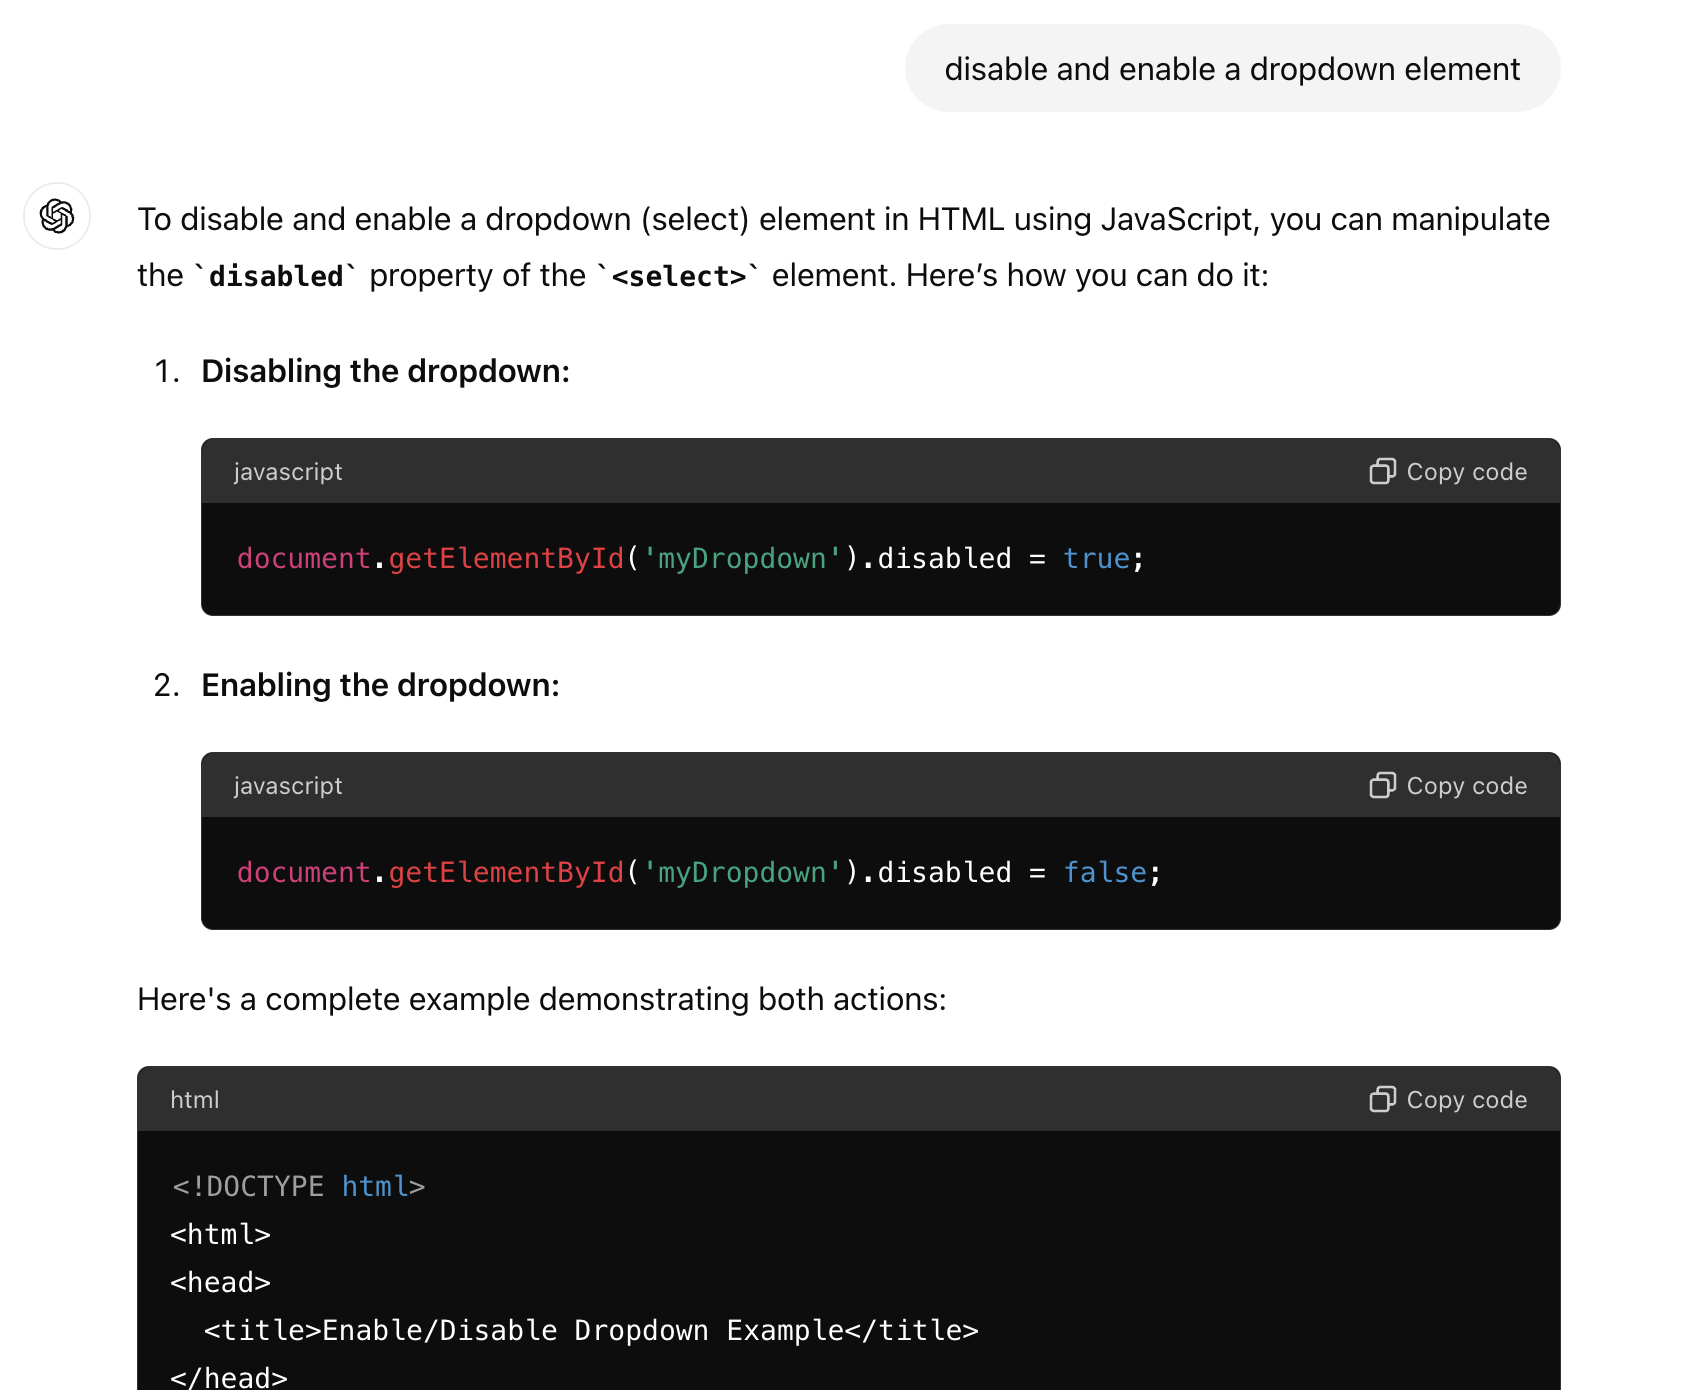 disable and enable a dropdown element
To disable and enable a dropdown (select) element in HTML using JavaScript, you can manipulate
the `disabled` property of the `<select>` element. Here’s how you can do it:
1. Disabling the dropdown:
javascript Copy code
document.getElementById('myDropdown').disabled = true;
2. Enabling the dropdown:
javascript Copy code
document.getElementById('myDropdown').disabled = false;
Here's a complete example demonstrating both actions:
html Copy code
<!DOCTYPE html>
<html>
<head>
  <title>Enable/Disable Dropdown Example</title>
</head>